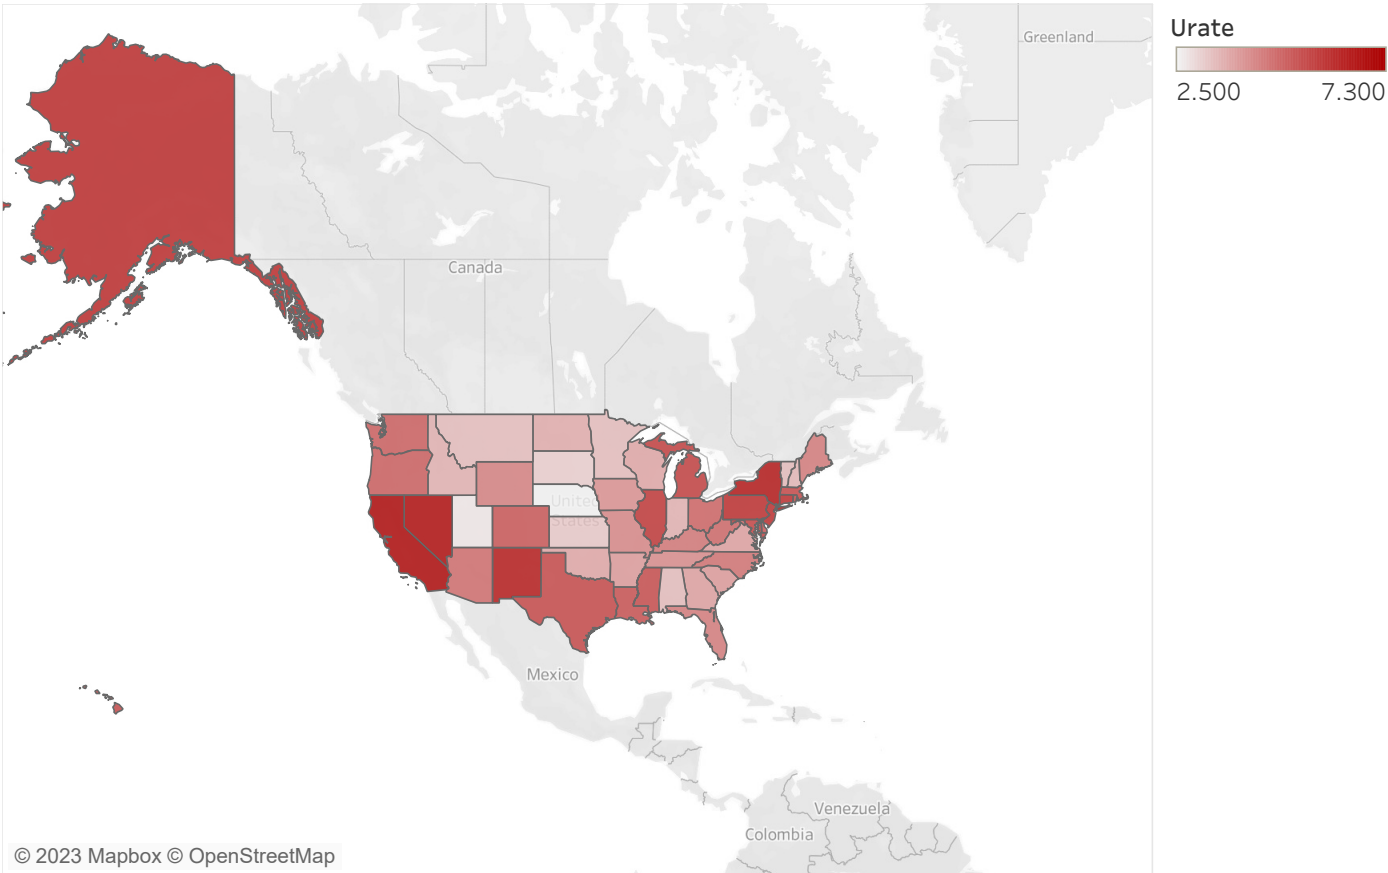 Urate
2.500 7.300
Greenland
Canada
United
States
Mexico
Venezuela
Colombia
© 2023 Mapbox © OpenStreetMap